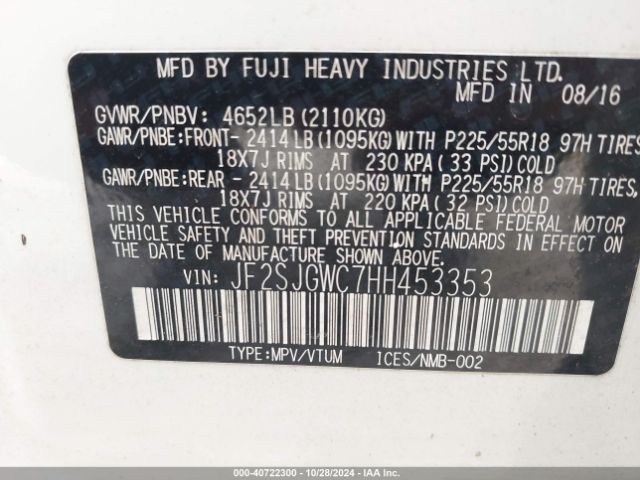 MFD BY FUJI HEAVY INDUSTRIES LTD.
MFD IN 08/16
GVWR/PNBV: 4652LB (2110KG)
GAWR/PNBE:FRONT- 2414LB(1095KG)WITH P225/55R18 97H TIRES
18X7J RIMS AT 230 KPA(33 PSI)COLD
GAWR/PNBE:REAR - 2414LB(1095KG)WITH P225/55R18 97H TIRES,
18X7J RIMS AT 220 KPA(32 PSI)COLD
THIS VEHICLE CONFORMS TO ALL APPLICABLE FEDERAL MOTOR
VEHICLE SAFETY AND THEFT PREVENTION STANDARDS IN EFFECT ON
THE DATE OF MANUFACTURE SHOWN ABOVE.
VIN: JF2SJGWC7HH453353
TYPE:MPV/VTUM ICES/NMB-002
000-40722300 | 10/28/2024 | IAAI.COM